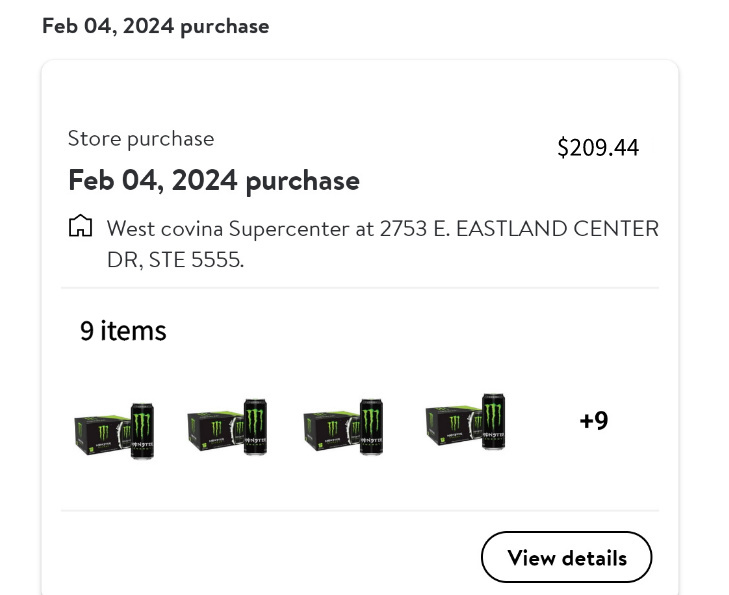 Feb 04, 2024 purchase
Store purchase
$209.44
Feb 04, 2024 purchase
West covina Supercenter at 2753 E. EASTLAND CENTER
DR, STE 5555.
9 items
+9
View details